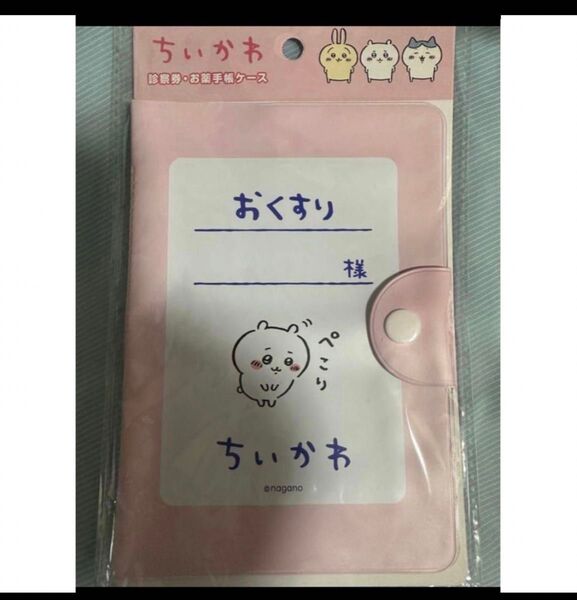 ちいかわ
診察券・お薬手帳ケース
おくすり
様
ぺこり
ちいかわ
@nagano